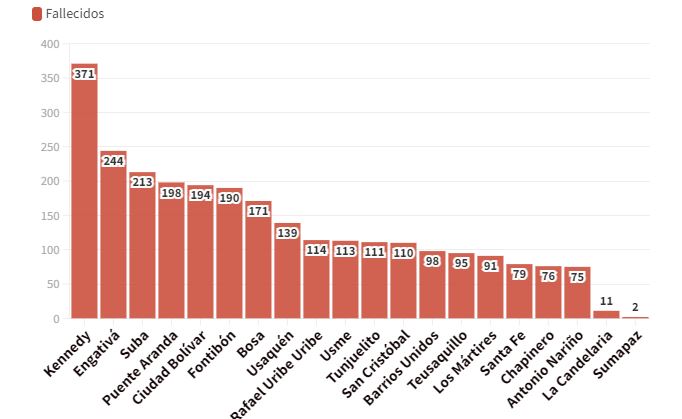 Fallecidos
400
350
300
250
200
150
100
50
0
371
244
213
198
194
190
171
139
114
113
111
110
98
95
91
79
76
75
11
2
Kennedy
Engativá
Suba
Puente Aranda
Ciudad Bolívar
Fontibón
Bosa
Usaquén
Rafael Uribe Uribe
Usme
Tunjuelito
San Cristóbal
Barrios Unidos
Teusaquillo
Los Mártires
Santa Fe
Chapinero
Antonio Nariño
La Candelaria
Sumapaz